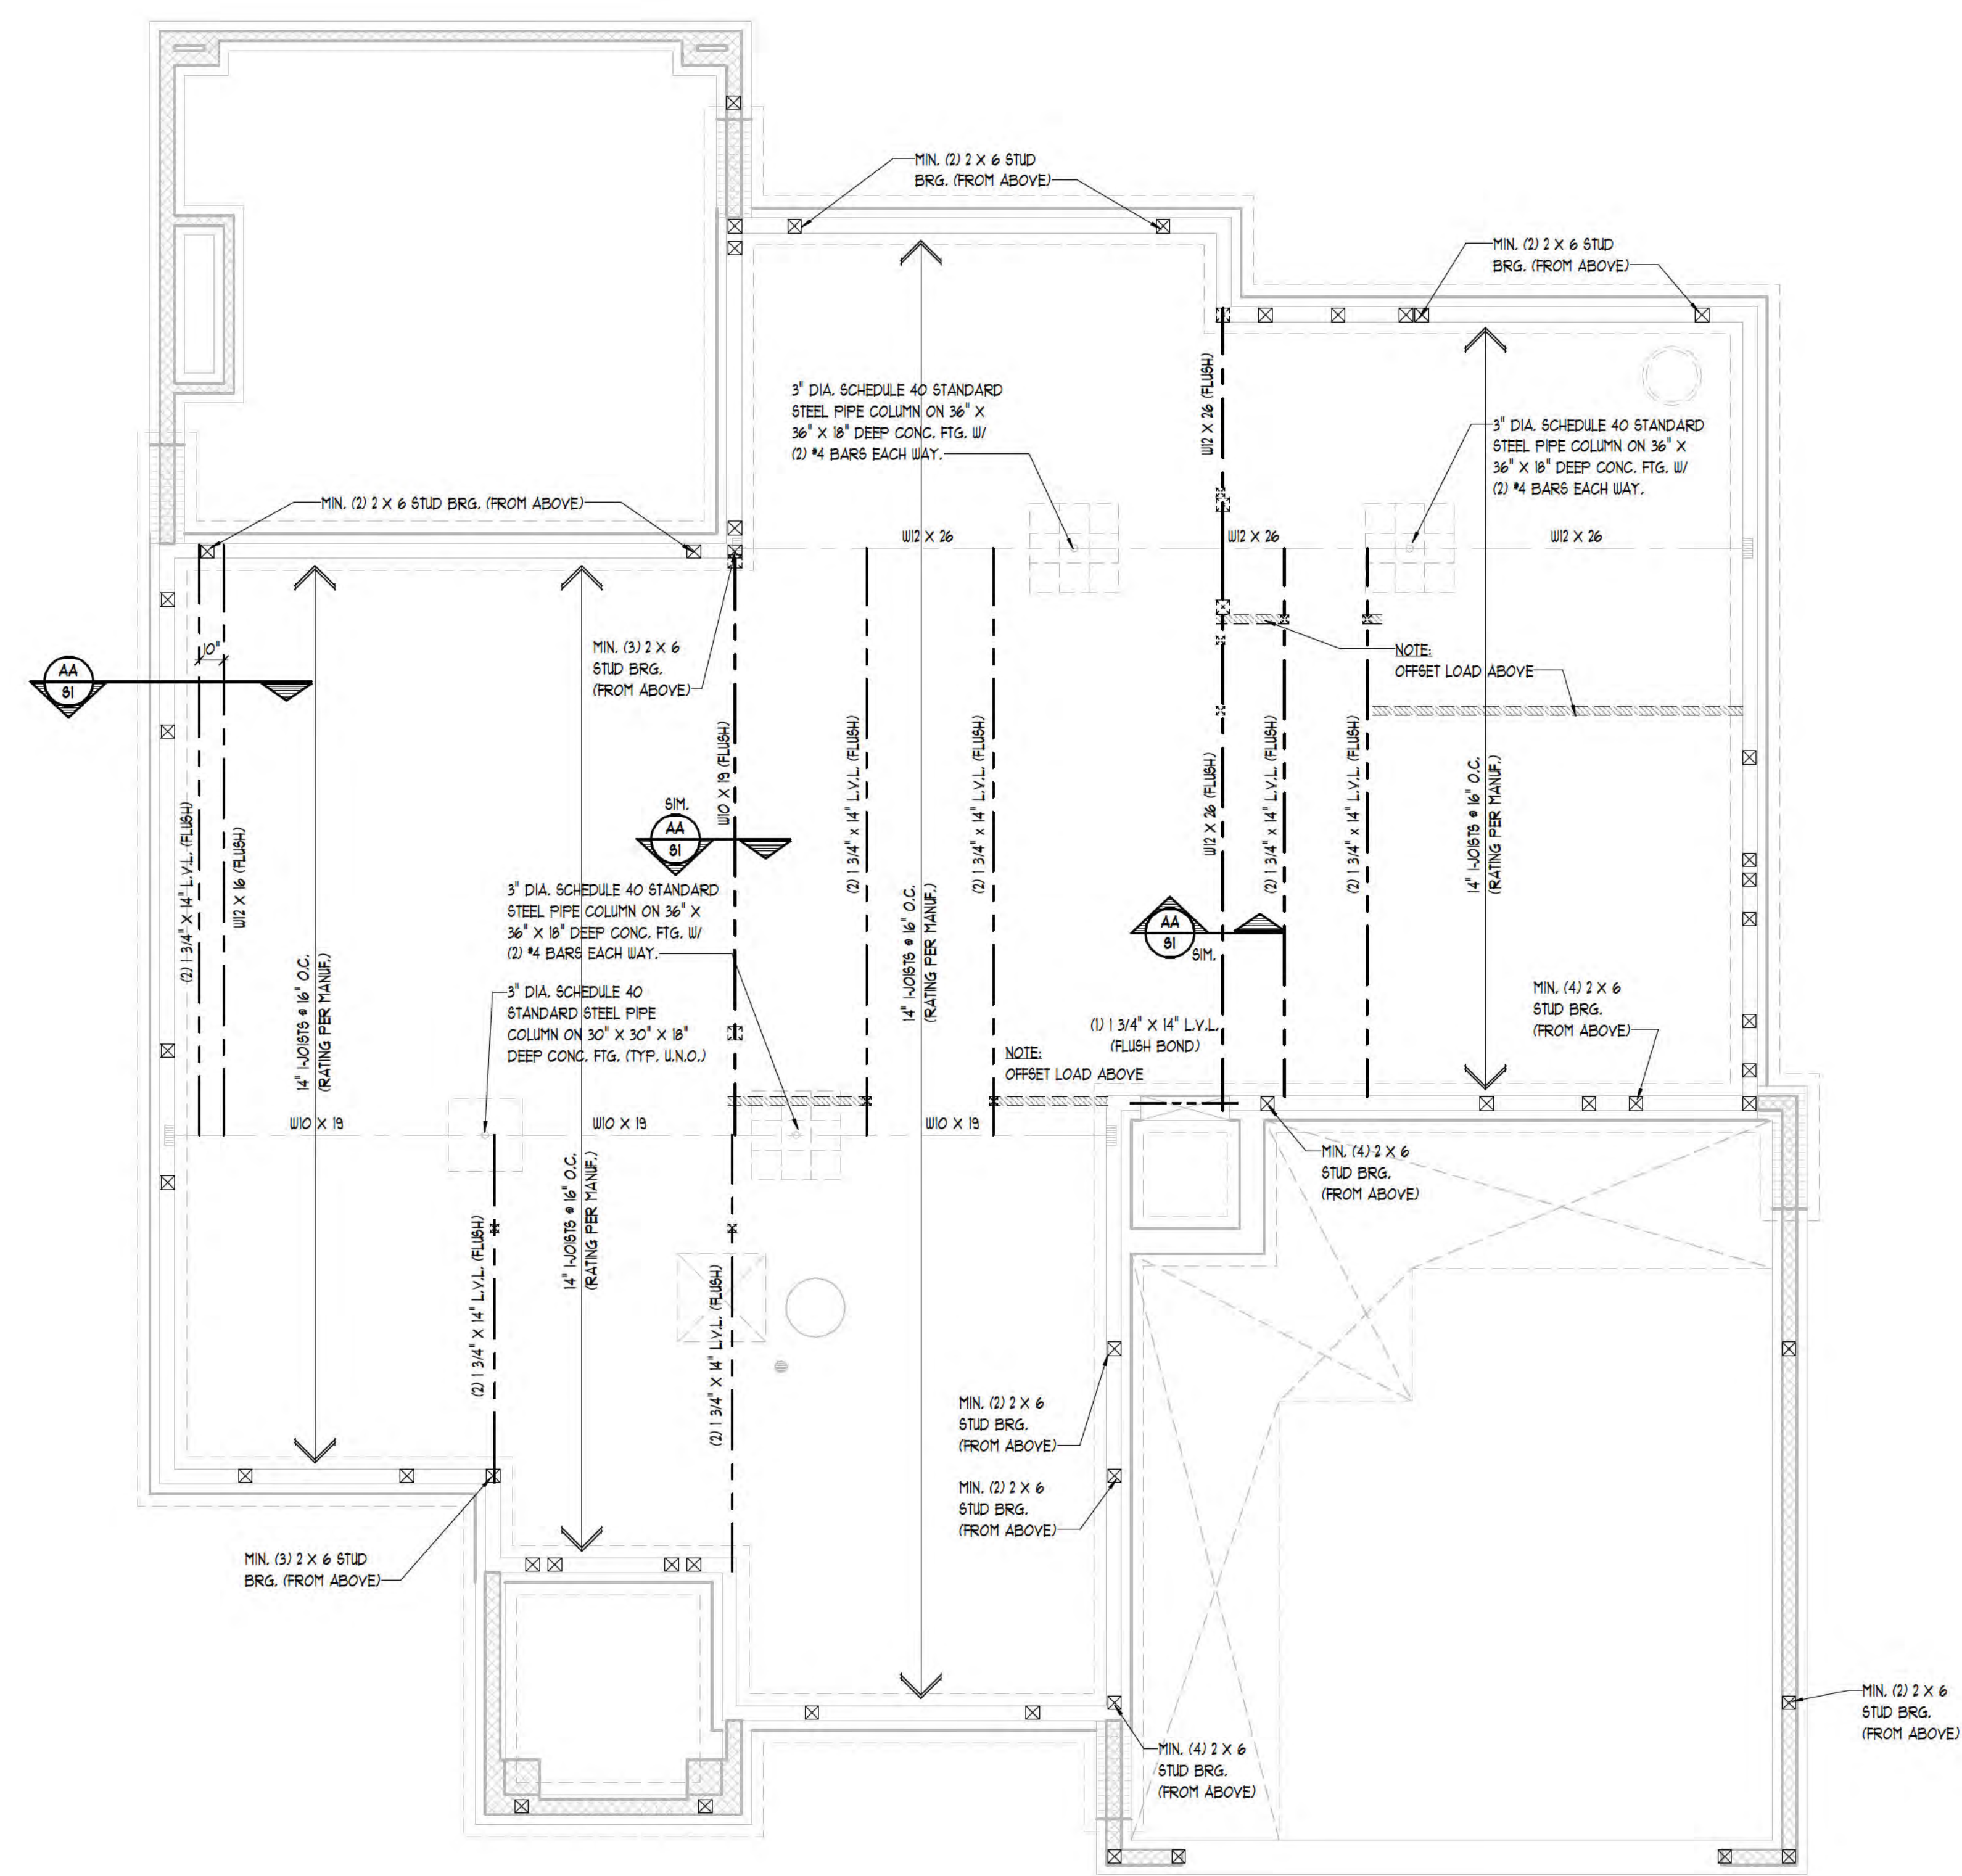 MIN. (2) 2 X 6 STUD
BRG. (FROM ABOVE)
MIN. (2) 2 X 6 STUD
BRG. (FROM ABOVE)
3" DIA. SCHEDULE 40 STANDARD
STEEL PIPE COLUMN ON 36" X
36" X 18" DEEP CONC. FTG. W/
(2) #4 BARS EACH WAY.
W12 X 26 (FLUSH)
3" DIA. SCHEDULE 40 STANDARD
STEEL PIPE COLUMN ON 36" X
36" X 18" DEEP CONC. FTG. W/
(2) #4 BARS EACH WAY.
MIN. (2) 2 X 6 STUD BRG. (FROM ABOVE)
W12 X 26
W12 X 26
W12 X 26
10"
AA
S1
MIN. (3) 2 X 6
STUD BRG.
(FROM ABOVE)
NOTE:
OFFSET LOAD ABOVE
(2) 1 3/4" X 14" L.V.L. (FLUSH)
W12 X 16 (FLUSH)
W10 X 19 (FLUSH)
SIM.
AA
S1
(2) 1 3/4" X 14" L.V.L. (FLUSH)
(2) 1 3/4" X 14" L.V.L. (FLUSH)
W12 X 26 (FLUSH)
(2) 1 3/4" X 14" L.V.L. (FLUSH)
(2) 1 3/4" X 14" L.V.L. (FLUSH)
14" I-JOISTS @ 16" O.C.
(RATING PER MANUF.)
3" DIA. SCHEDULE 40 STANDARD
STEEL PIPE COLUMN ON 36" X
36" X 18" DEEP CONC. FTG. W/
(2) #4 BARS EACH WAY.
14" I-JOISTS @ 16" O.C.
(RATING PER MANUF.)
AA
S1
SIM.
14" I-JOISTS @ 16" O.C.
(RATING PER MANUF.)
3" DIA. SCHEDULE 40
STANDARD STEEL PIPE
COLUMN ON 30" X 30" X 18"
DEEP CONC. FTG. (TYP. U.N.O.)
(1) 1 3/4" X 14" L.V.L.
(FLUSH BOND)
NOTE:
OFFSET LOAD ABOVE
MIN. (4) 2 X 6
STUD BRG.
(FROM ABOVE)
W10 X 19
W10 X 19
W10 X 19
MIN. (4) 2 X 6
STUD BRG.
(FROM ABOVE)
14" I-JOISTS @ 16" O.C.
(RATING PER MANUF.)
(2) 1 3/4" X 14" L.V.L. (FLUSH)
(2) 1 3/4" X 14" L.V.L. (FLUSH)
MIN. (2) 2 X 6
STUD BRG.
(FROM ABOVE)
MIN. (2) 2 X 6
STUD BRG.
(FROM ABOVE)
MIN. (3) 2 X 6 STUD
BRG. (FROM ABOVE)
MIN. (4) 2 X 6
STUD BRG.
(FROM ABOVE)
MIN. (2) 2 X 6
STUD BRG.
(FROM ABOVE)